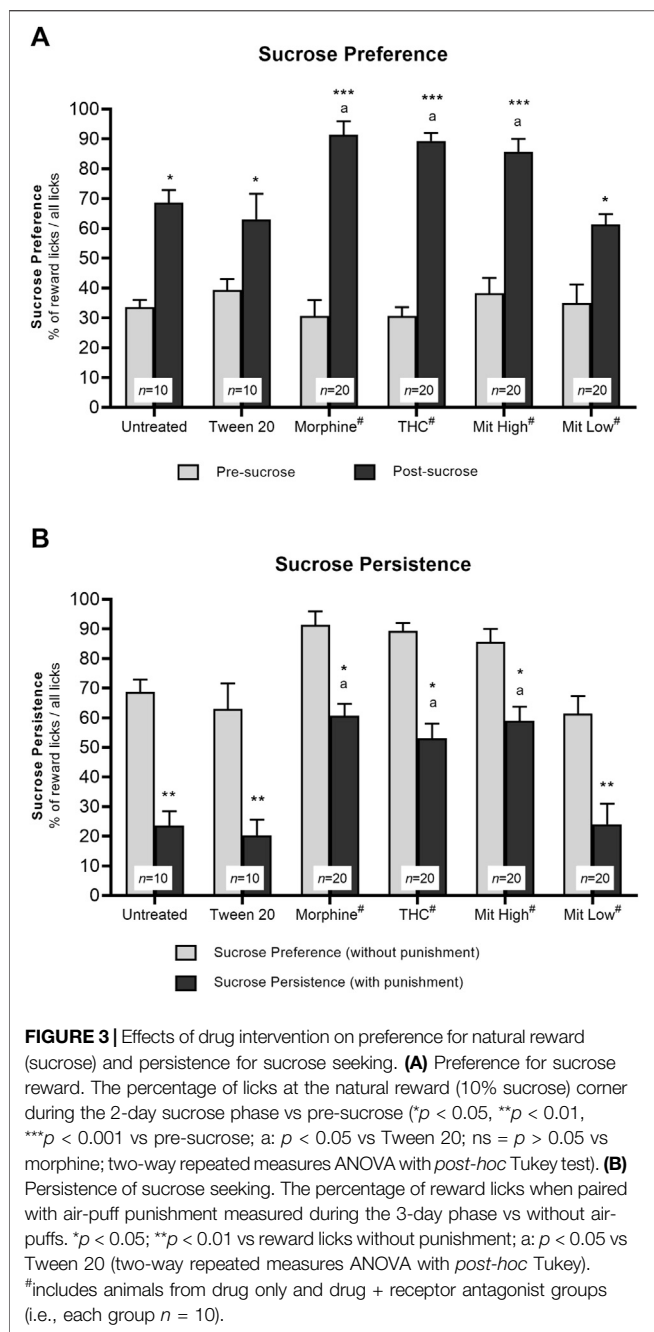 A
Sucrose Preference
Sucrose Preference
% of reward licks / all licks
100
90
80
70
60
50
40
30
20
10
0
* * *** a *** a *** a *
n=10 n=10 n=20 n=20 n=20 n=20
Untreated Tween 20 Morphine# THC# Mit High# Mit Low#
Pre-sucrose Post-sucrose
B
Sucrose Persistence
Sucrose Persistence
% of reward licks / all licks
100
90
80
70
60
50
40
30
20
10
0
** ** * a * a * a **
n=10 n=10 n=20 n=20 n=20 n=20
Untreated Tween 20 Morphine# THC# Mit High# Mit Low#
Sucrose Preference (without punishment)
Sucrose Persistence (with punishment)
FIGURE 3 | Effects of drug intervention on preference for natural reward
(sucrose) and persistence for sucrose seeking. (A) Preference for sucrose
reward. The percentage of licks at the natural reward (10% sucrose) corner
during the 2-day sucrose phase vs pre-sucrose (*p < 0.05, **p < 0.01,
***p < 0.001 vs pre-sucrose; a: p < 0.05 vs Tween 20; ns = p > 0.05 vs
morphine; two-way repeated measures ANOVA with post-hoc Tukey test). (B)
Persistence of sucrose seeking. The percentage of reward licks when paired
with air-puff punishment measured during the 3-day phase vs without air-
puffs. *p < 0.05; **p < 0.01 vs reward licks without punishment; a: p < 0.05 vs
Tween 20 (two-way repeated measures ANOVA with post-hoc Tukey).
#includes animals from drug only and drug + receptor antagonist groups
(i.e., each group n = 10).